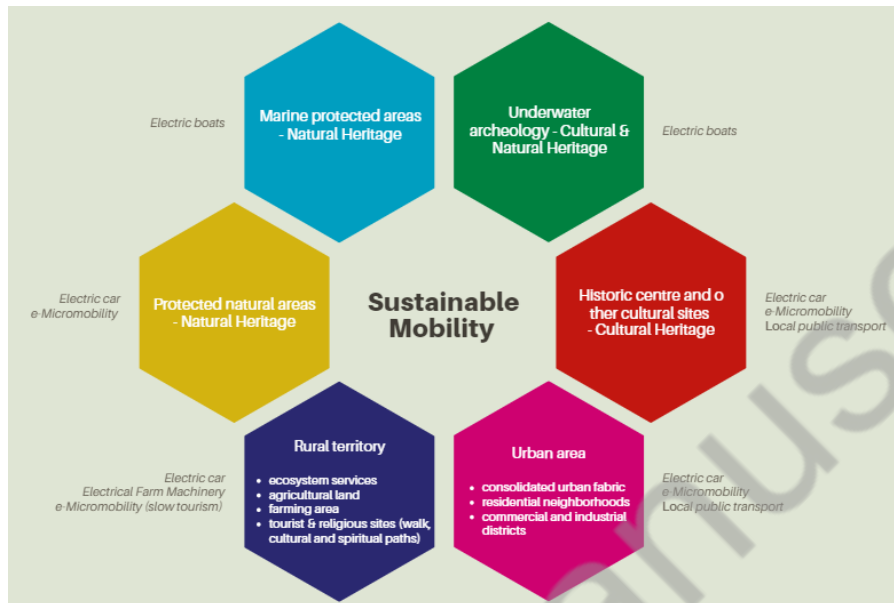 Electric boats
Marine protected areas
- Natural Heritage
Underwater
archeology - Cultural &
Natural Heritage
Electric boats
Electric car
e-Micromobility
Protected natural areas
- Natural Heritage
Sustainable
Mobility
Historic centre and o
ther cultural sites
- Cultural Heritage
Electric car
e-Micromobility
Local public transport
Electric car
Electrical Farm Machinery
e-Micromobility (slow tourism)
Rural territory
• ecosystem services
• agricultural land
• farming area
• tourist & religious sites (walk,
cultural and spiritual paths)
Urban area
• consolidated urban fabric
• residential neighborhoods
• commercial and industrial
districts
Electric car
e-Micromobility
Local public transport